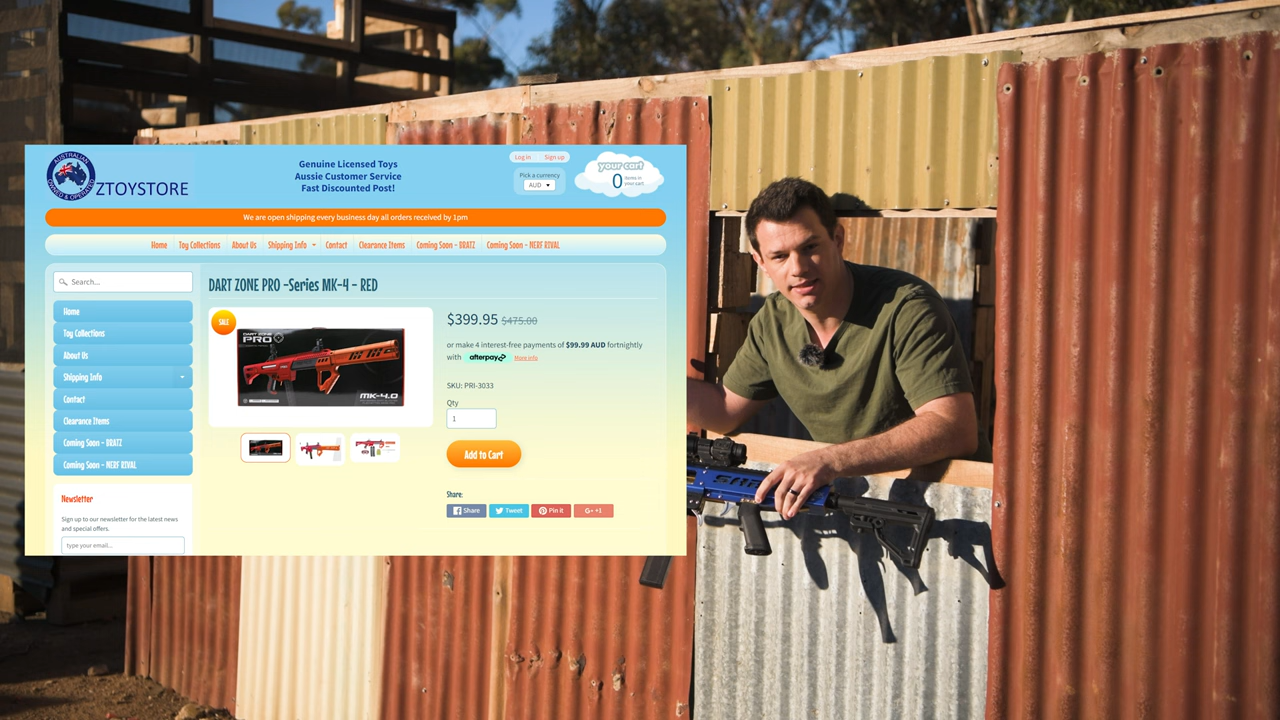 AUSTRALIAN
OWNED & OPERATED
ZTOYSTORE
Genuine Licensed Toys
Aussie Customer Service
Fast Discounted Post!
Log in
Sign up
Pick a currency
AUD
your cart
0 items in
your cart
We are open shipping every business day all orders received by 1pm
Home
Toy Collections
About Us
Shipping Info
Contact
Clearance Items
Coming Soon - BRATZ
Coming Soon - NERF RIVAL
Search...
Home
Toy Collections
About Us
Shipping Info
Contact
Clearance Items
Coming Soon - BRATZ
Coming Soon - NERF RIVAL
Newsletter
Sign up to our newsletter for the latest news
and special offers.
type your email...
DART ZONE PRO -Series MK-4 - RED
SALE
DART ZONE
PRO
MK-4.0
$399.95 $475.00
or make 4 interest-free payments of $99.99 AUD fortnightly
with afterpay More info
SKU: PRI-3033
Qty
1
Add to Cart
Share:
Share
Tweet
Pin it
G+ +1